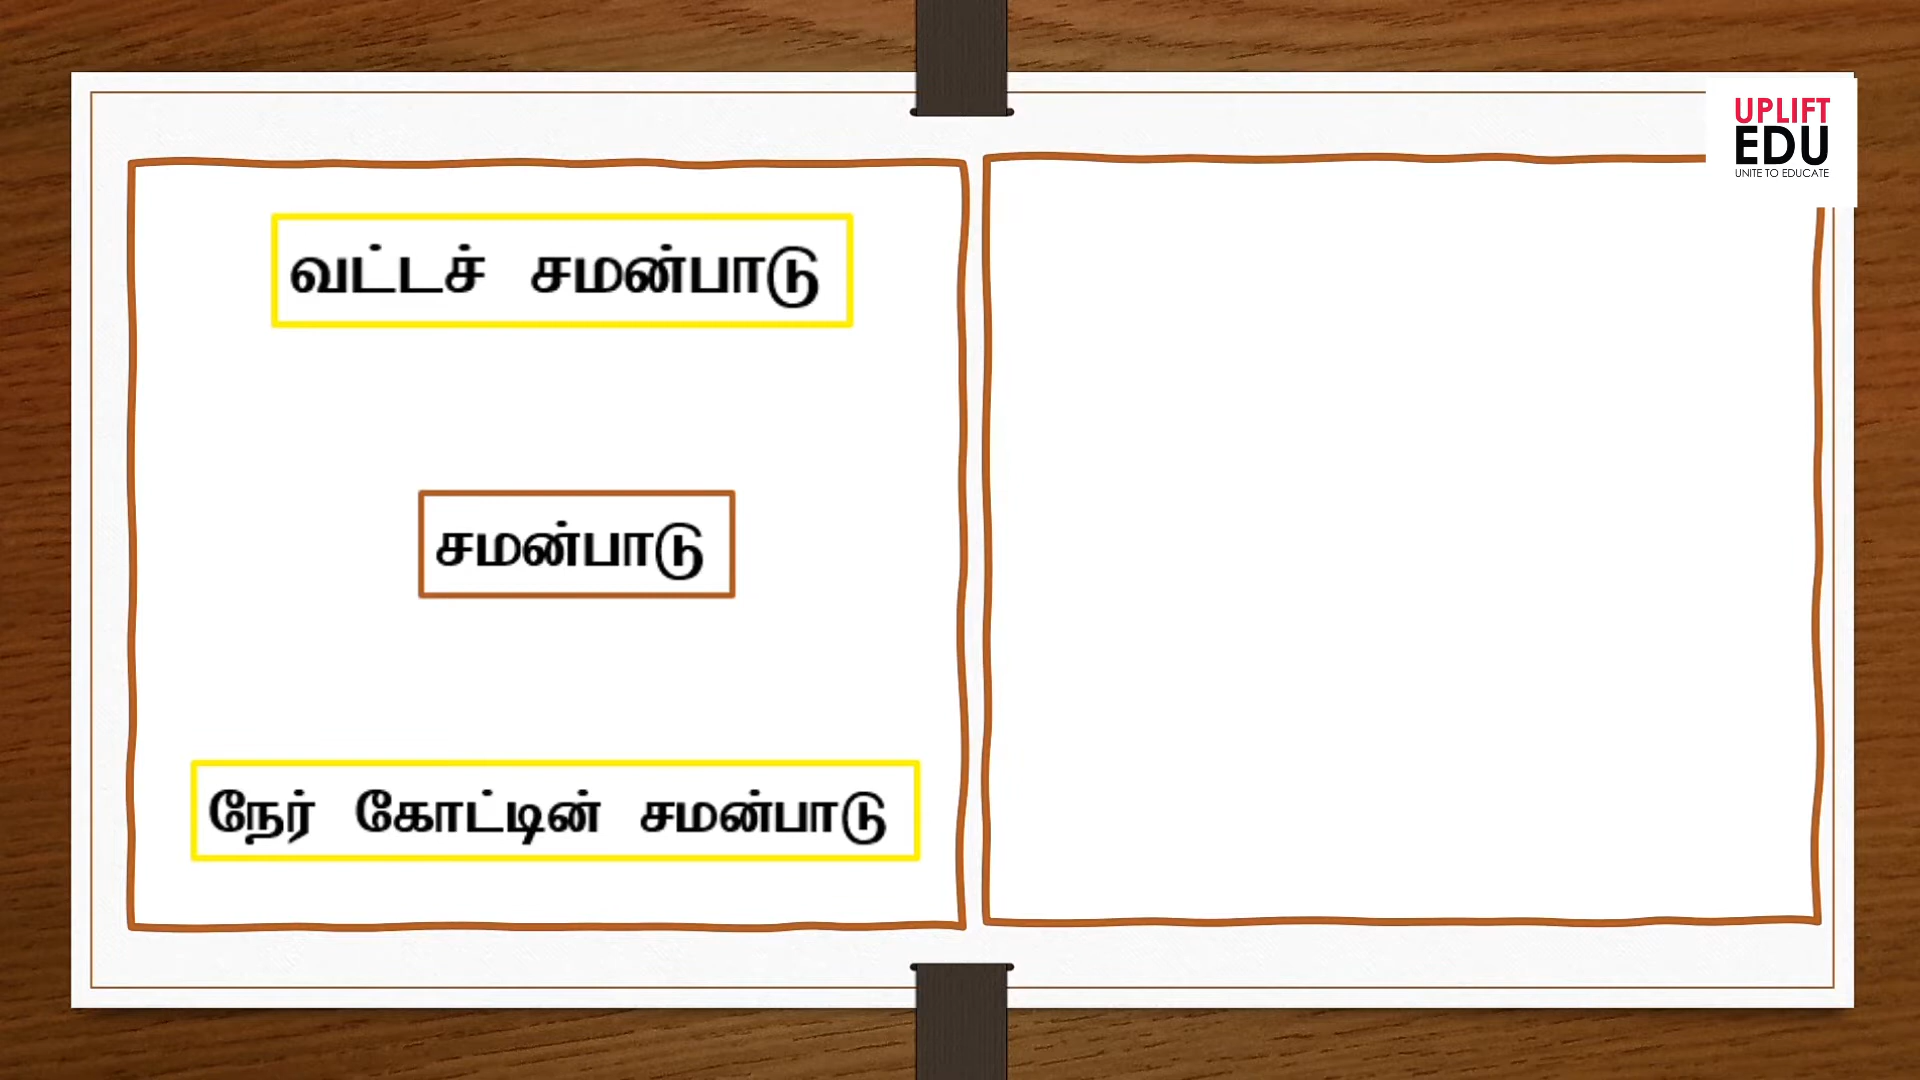 UPLIFT
EDU
UNITE TO EDUCATE
வட்டச் சமன்பாடு
சமன்பாடு
நேர் கோட்டின் சமன்பாடு